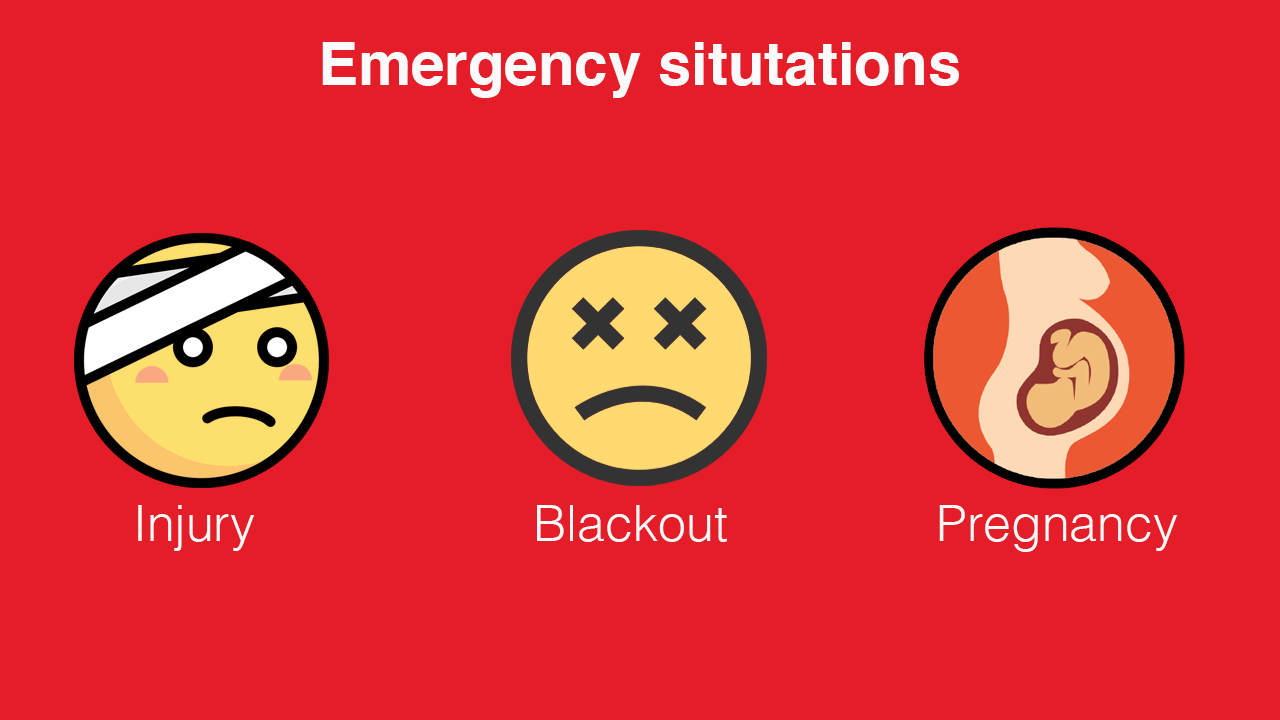 Emergency situtations
Injury
Blackout
Pregnancy